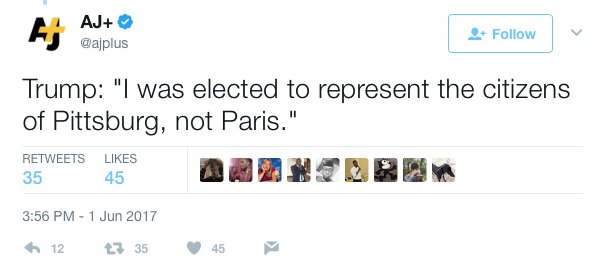 AJ+
@ajplus
Follow
Trump: "I was elected to represent the citizens
of Pittsburg, not Paris."
RETWEETS LIKES
35 45
3:56 PM - 1 Jun 2017
12 35 45